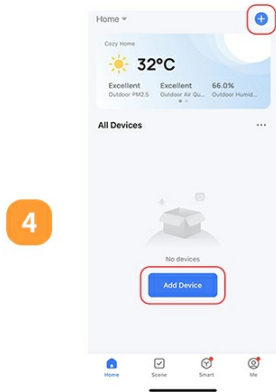 Home
Cozy Home
32°C
Excellent Excellent 66.0%
Outdoor PM2.5 Outdoor Air Qu... Outdoor Humid...
All Devices
4
No devices
Add Device
Home Scene Smart Me